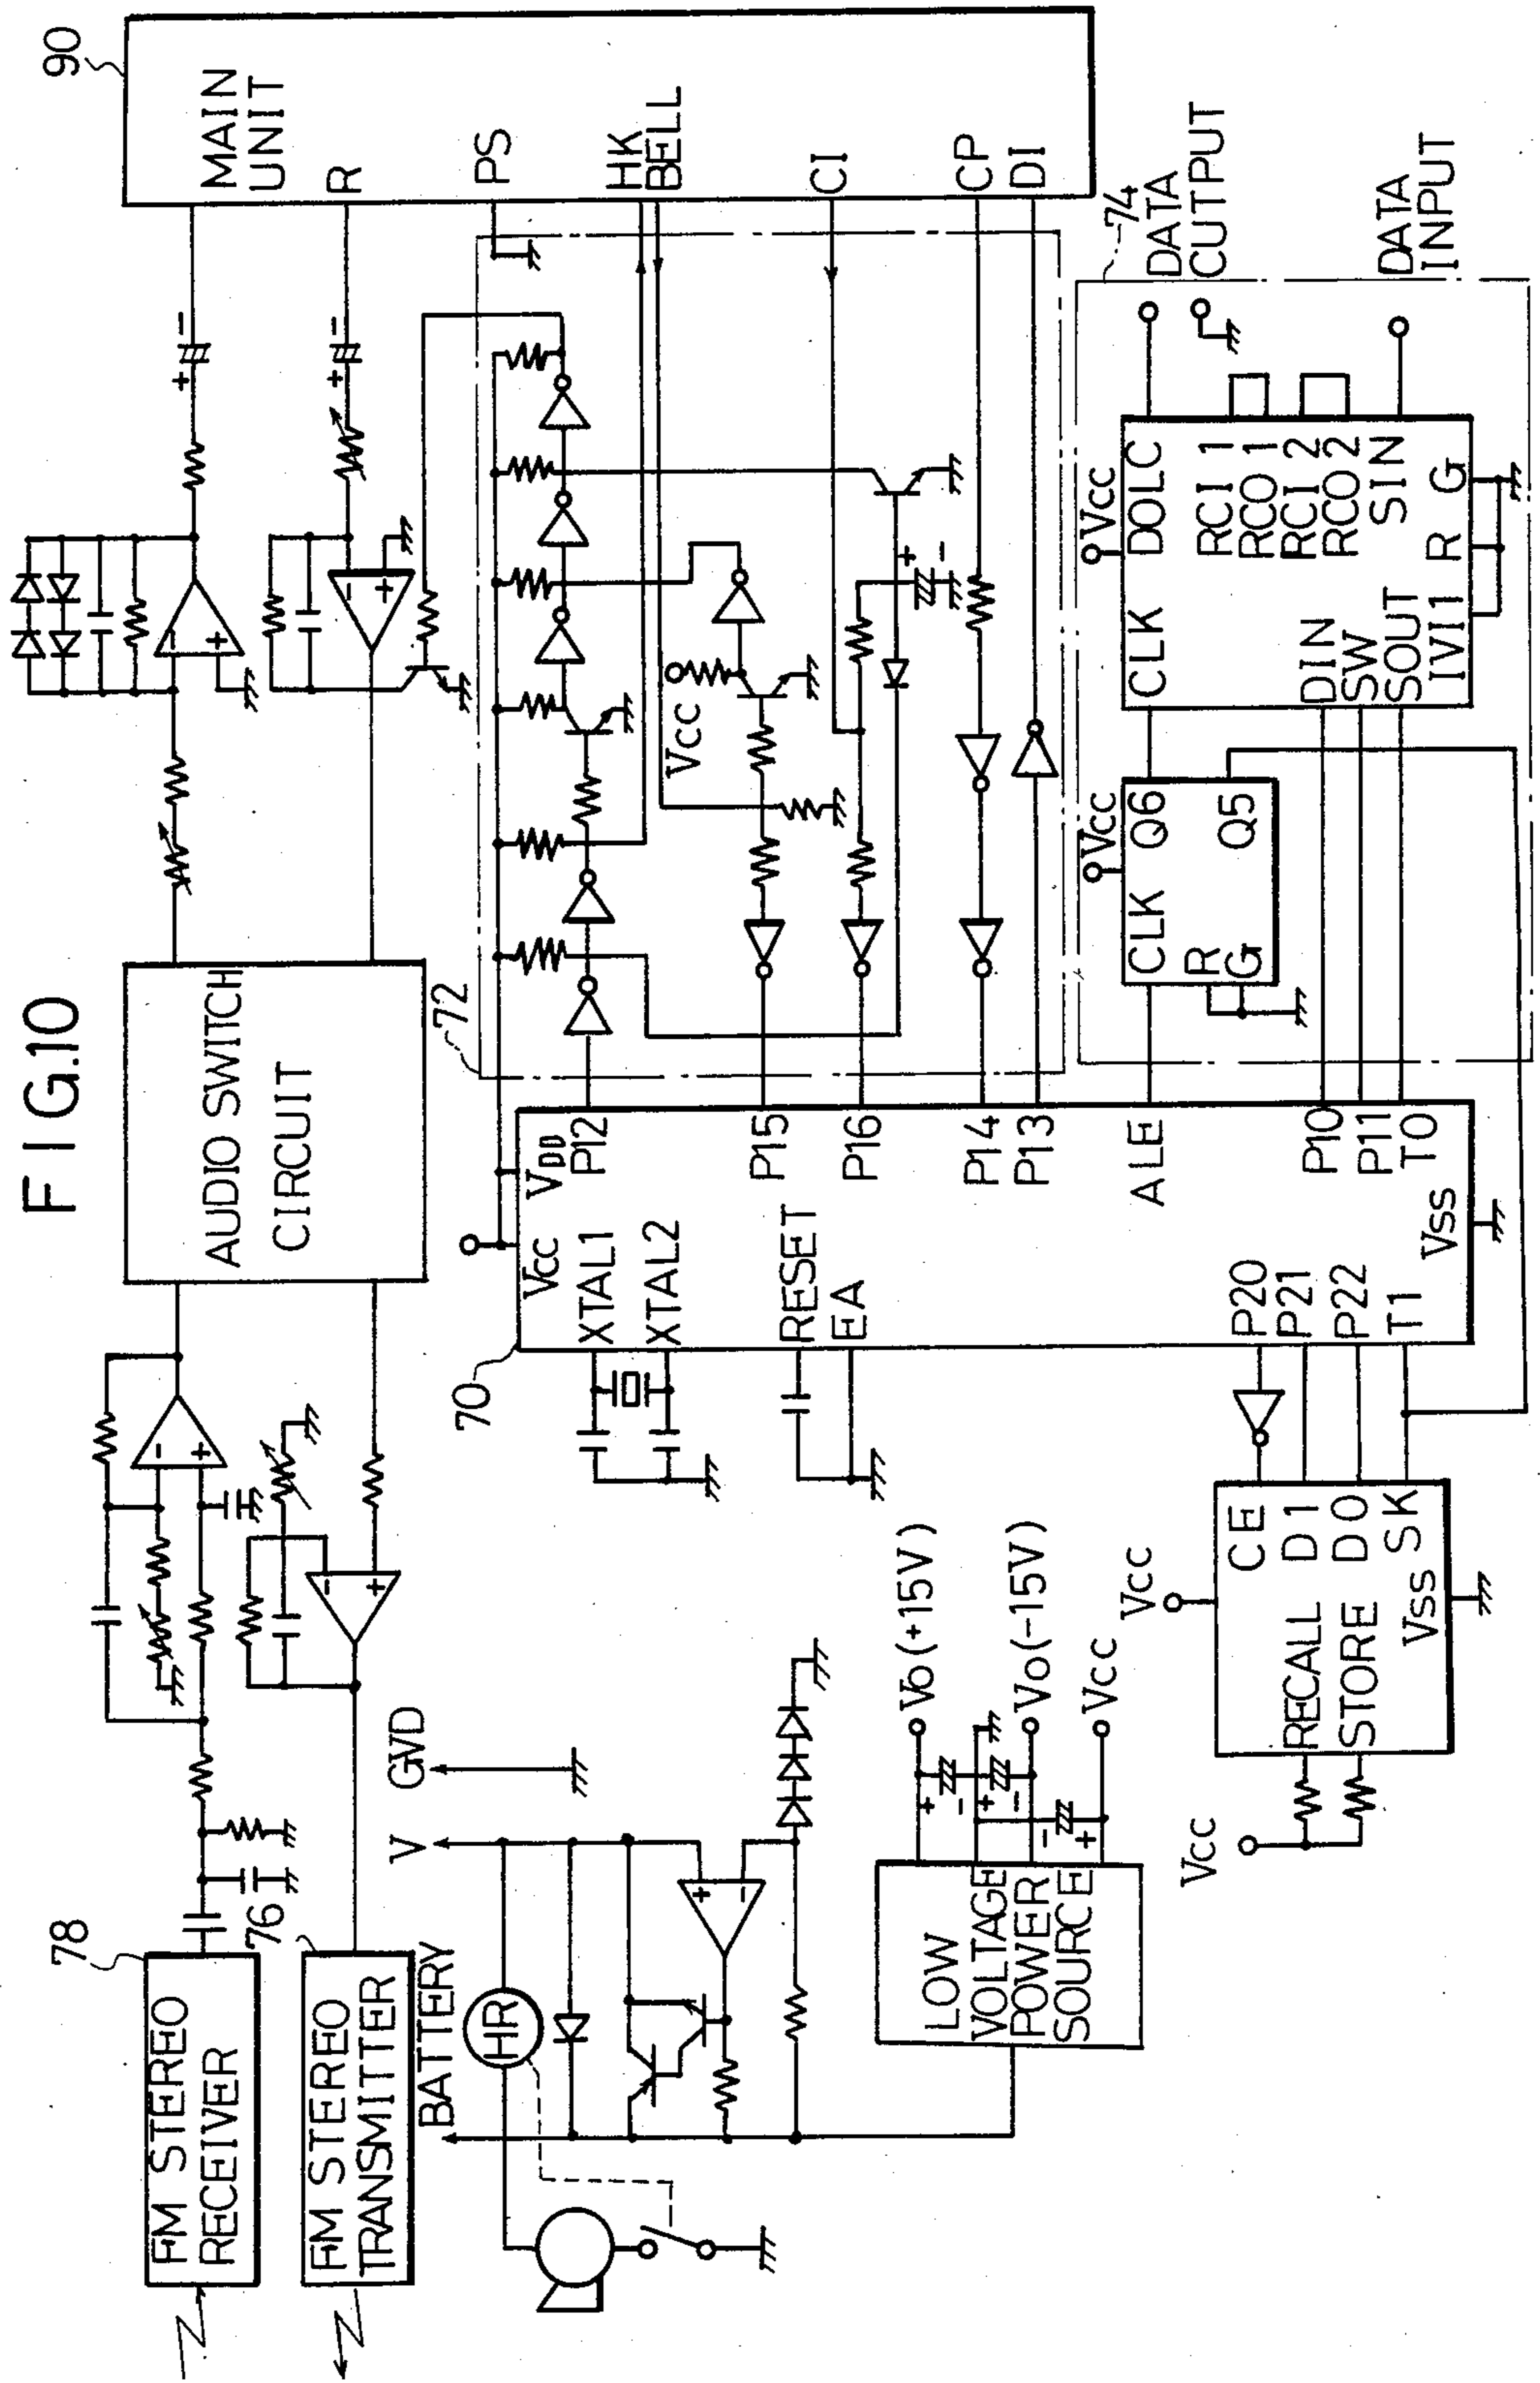 FIG.10
78
FM STEREO
RECEIVER
76
FM STEREO
TRANSMITTER
AUDIO SWITCH
CIRCUIT
90
MAIN
UNIT
R
PS
HK
BELL
CI
CP
DI
-
+
-
+
-
+
-
+
+ -
+ -
BATTERY
V
GVD
HR
+
-
LOW
VOLTAGE
POWER
SOURCE
Vo(+15V)
Vo(-15V)
Vcc
+
-
+
-
-
+
70
Vcc
VDD
XTAL1
XTAL2
RESET
EA
P12
P15
P16
P14
P13
ALE
P10
P11
T0
P20
P21
P22
T1
Vss
72
Vcc
+
-
74
Vcc
CLK
Q6
R
G
Q5
Vcc
CLK
DOLC
RCI 1
RCO 1
RCI 2
RCO 2
DIN
SW
SOUT
SIN
IVI1
R
G
DATA
CUTPUT
DATA
INPUT
Vcc
CE
D1
DO
SK
RECALL
STORE
Vss
Vcc